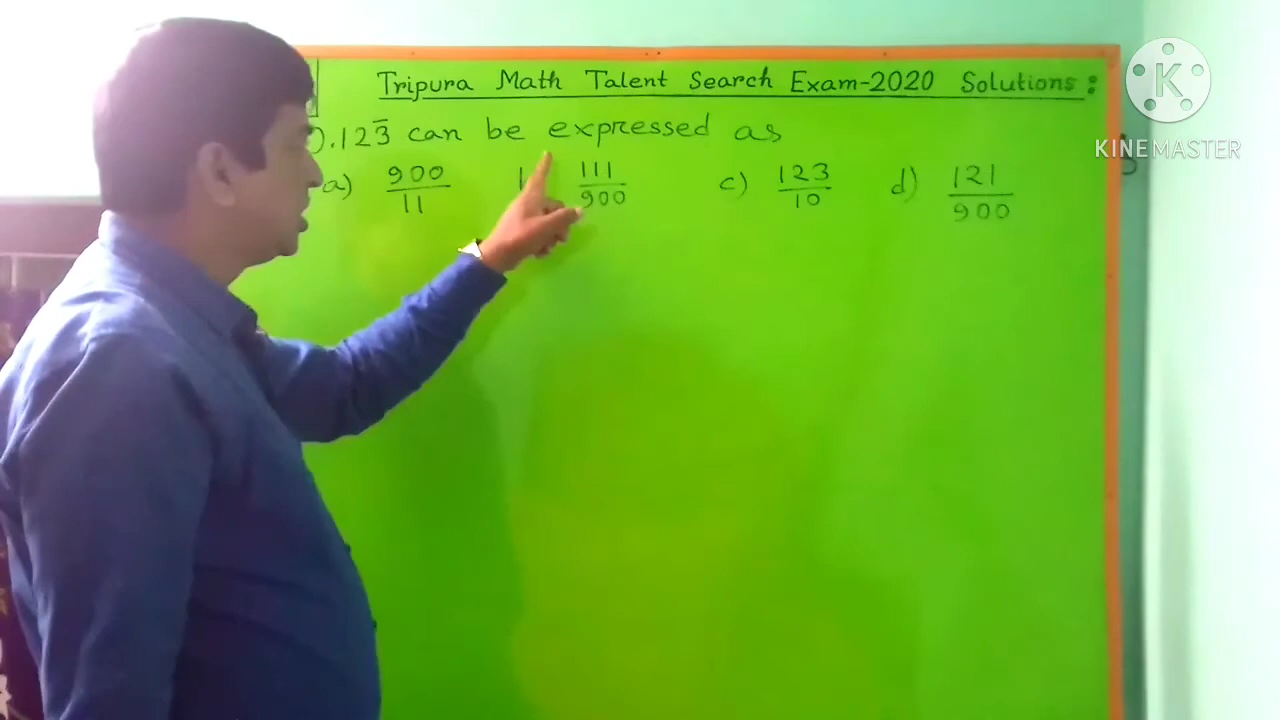 Tripura Math Talent Search Exam-2020 Solutions:
).123̅ can be expressed as
a) 900/11 111/900 c) 123/10 d) 121/900
K
KINEMASTER